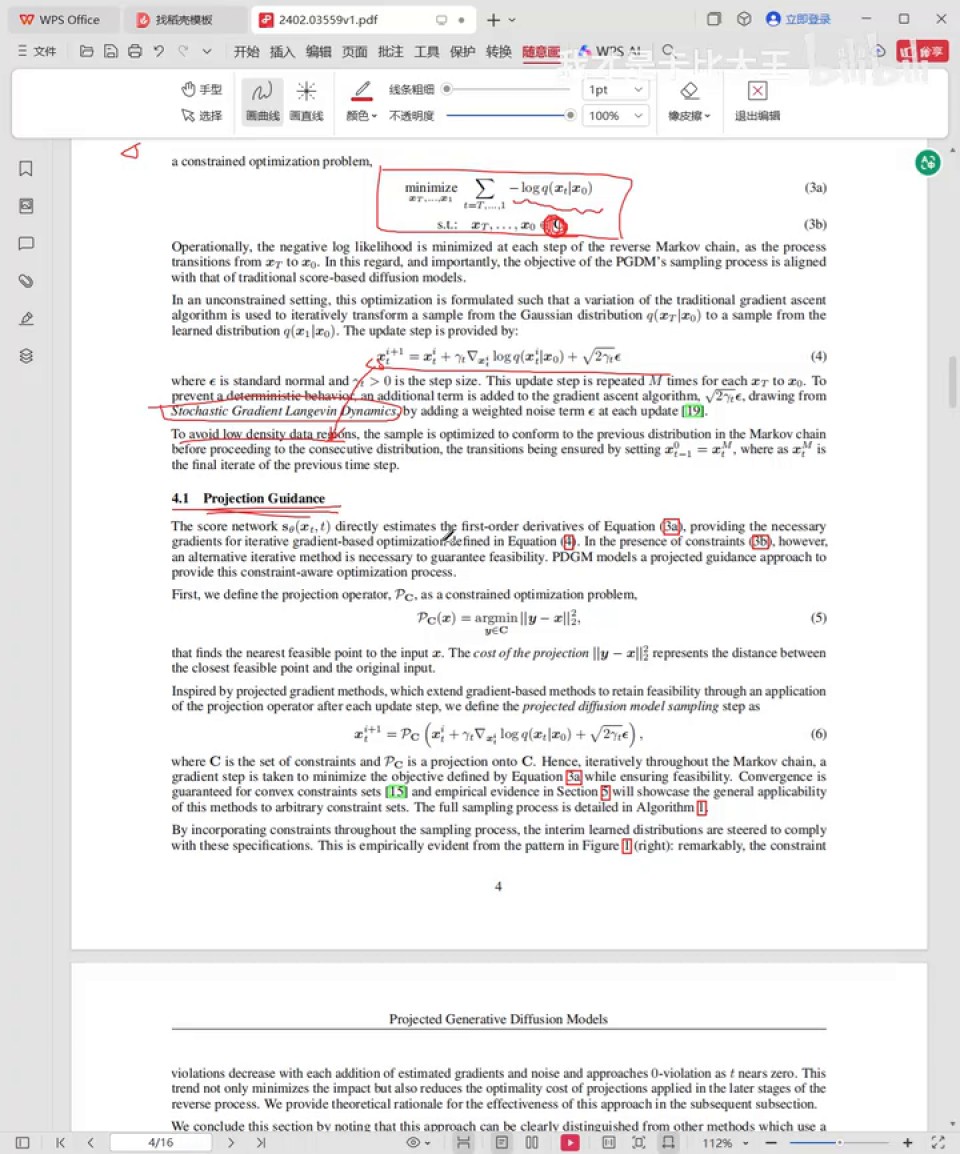 WPS Office
找稻壳模板
2402.03559v1.pdf
立即登录
文件
开始 插入 编辑 页面 批注 工具 保护 转换 随意画 WPS AI
分享
我才是卡比大王 bilibili
手型
选择
画曲线 画直线
颜色
线条粗细
1pt
不透明度
100%
橡皮擦
退出编辑
a constrained optimization problem,
minimize x_T,...,x_1 ∑ t=T,...,1 − log q(x_t|x_0) (3a)
s.t.: x_T, . . . , x_0 ∈ (3b)
Operationally, the negative log likelihood is minimized at each step of the reverse Markov chain, as the process
transitions from x_T to x_0. In this regard, and importantly, the objective of the PGDM's sampling process is aligned
with that of traditional score-based diffusion models.
In an unconstrained setting, this optimization is formulated such that a variation of the traditional gradient ascent
algorithm is used to iteratively transform a sample from the Gaussian distribution q(x_T|x_0) to a sample from the
learned distribution q(x_1|x_0). The update step is provided by:
x_t^{i+1} = x_t^i + γ_t∇_{x_t^i} log q(x_t^i|x_0) + √2γ_t ϵ (4)
where ϵ is standard normal and γ_t > 0 is the step size. This update step is repeated M times for each x_T to x_0. To
prevent a deterministic behavior, an additional term is added to the gradient ascent algorithm, √2γ_t ϵ, drawing from
Stochastic Gradient Langevin Dynamics, by adding a weighted noise term ϵ at each update [19].
To avoid low density data regions, the sample is optimized to conform to the previous distribution in the Markov chain
before proceeding to the consecutive distribution, the transitions being ensured by setting x_{t−1}^0 = x_t^M, where as x_t^M is
the final iterate of the previous time step.
4.1 Projection Guidance
The score network s_θ(x_t, t) directly estimates the first-order derivatives of Equation (3a), providing the necessary
gradients for iterative gradient-based optimization defined in Equation (4). In the presence of constraints (3b), however,
an alternative iterative method is necessary to guarantee feasibility. PDGM models a projected guidance approach to
provide this constraint-aware optimization process.
First, we define the projection operator, P_C, as a constrained optimization problem,
P_C(x) = argmin y∈C ||y − x||_2^2, (5)
that finds the nearest feasible point to the input x. The cost of the projection ||y − x||_2^2 represents the distance between
the closest feasible point and the original input.
Inspired by projected gradient methods, which extend gradient-based methods to retain feasibility through an application
of the projection operator after each update step, we define the projected diffusion model sampling step as
x_t^{i+1} = P_C (x_t^i + γ_t∇_{x_t^i} log q(x_t|x_0) + √2γ_t ϵ), (6)
where C is the set of constraints and P_C is a projection onto C. Hence, iteratively throughout the Markov chain, a
gradient step is taken to minimize the objective defined by Equation 3a while ensuring feasibility. Convergence is
guaranteed for convex constraints sets [15] and empirical evidence in Section 5 will showcase the general applicability
of this methods to arbitrary constraint sets. The full sampling process is detailed in Algorithm 1.
By incorporating constraints throughout the sampling process, the interim learned distributions are steered to comply
with these specifications. This is empirically evident from the pattern in Figure 1 (right): remarkably, the constraint
4
Projected Generative Diffusion Models
violations decrease with each addition of estimated gradients and noise and approaches 0-violation as t nears zero. This
trend not only minimizes the impact but also reduces the optimality cost of projections applied in the later stages of the
reverse process. We provide theoretical rationale for the effectiveness of this approach in the subsequent subsection.
We conclude this section by noting that this approach can be clearly distinguished from other methods which use a
4/16
112%